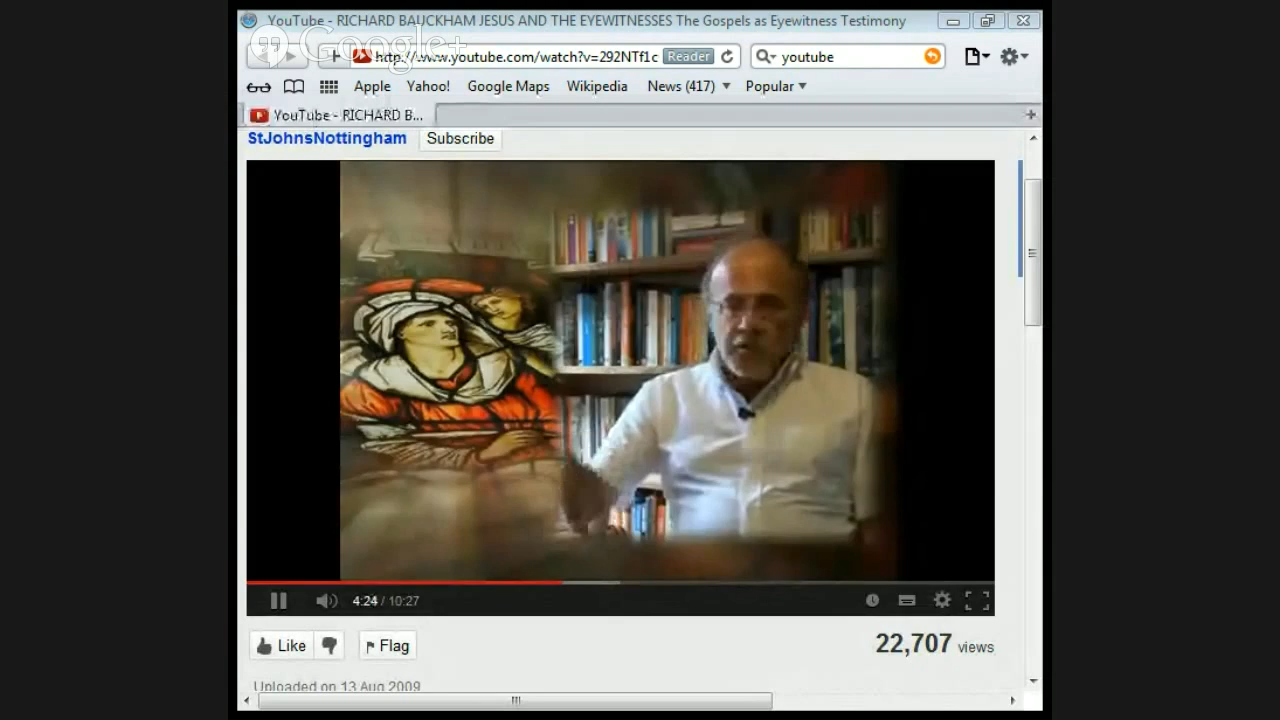 YouTube - RICHARD BAUCKHAM JESUS AND THE EYEWITNESSES The Gospels as Eyewitness Testimony
Google+
http://www.youtube.com/watch?v=292NTf1c Reader youtube
Apple Yahoo! Google Maps Wikipedia News (417) Popular
YouTube - RICHARD B...
StJohnsNottingham Subscribe
4:24 / 10:27
Like Flag 22,707 views
Uploaded on 13 Aug 2009